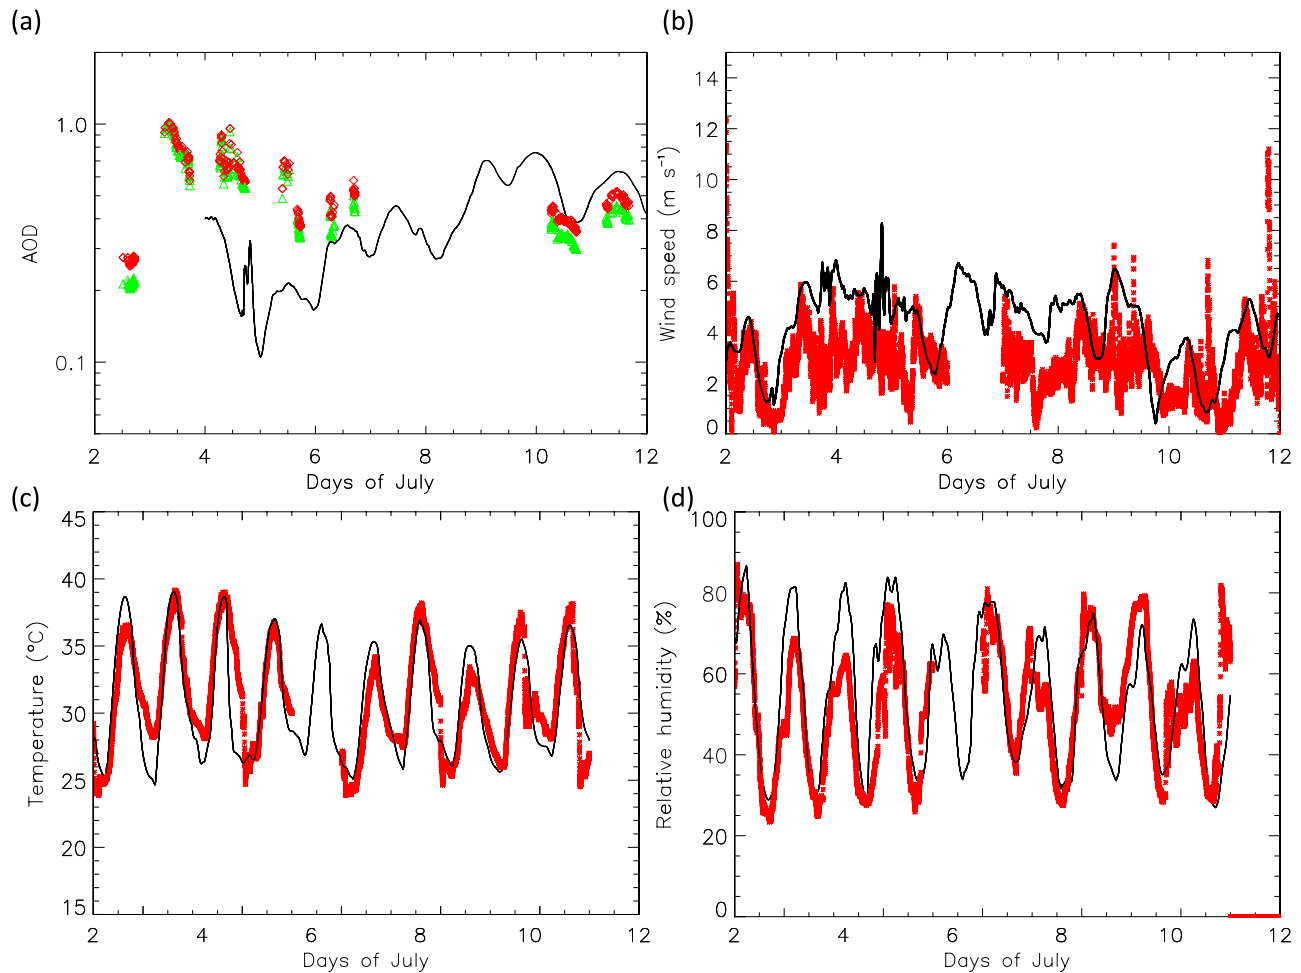 (a)
(b)
1.0
0.1
AOD
2 4 6 8 10 12
Days of July
14
12
10
8
6
4
2
0
Wind speed (m s⁻¹)
2 4 6 8 10 12
Days of July
(c)
(d)
45
40
35
30
25
20
15
Temperature (°C)
2 4 6 8 10 12
Days of July
100
80
60
40
20
0
Relative humidity (%)
2 4 6 8 10 12
Days of July